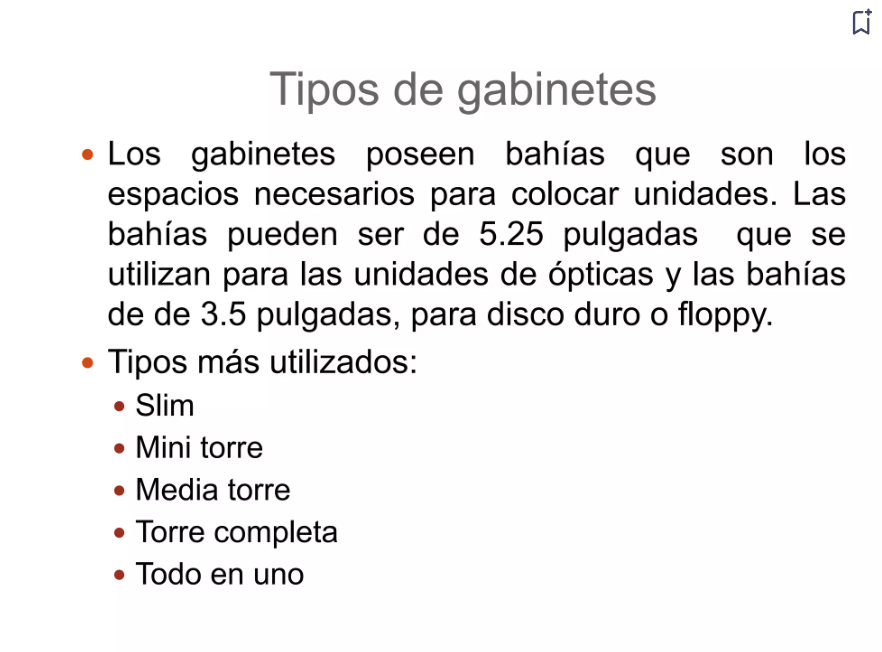 Tipos de gabinetes
• Los gabinetes poseen bahías que son los
espacios necesarios para colocar unidades. Las
bahías pueden ser de 5.25 pulgadas que se
utilizan para las unidades de ópticas y las bahías
de de 3.5 pulgadas, para disco duro o floppy.
• Tipos más utilizados:
• Slim
• Mini torre
• Media torre
• Torre completa
• Todo en uno